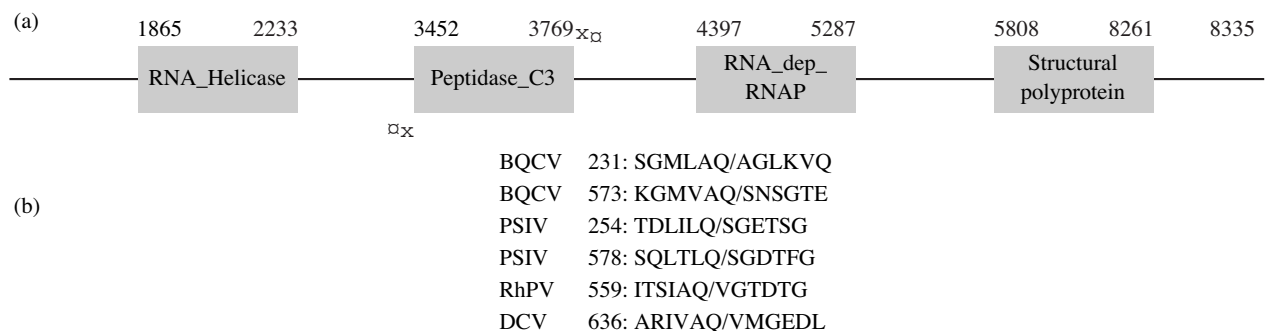 (a)
1865 2233 3452 3769x¤ 4397 5287 5808 8261 8335
RNA_Helicase Peptidase_C3 RNA_dep_ RNAP Structural polyprotein
¤x
(b)
BQCV 231: SGMLAQ/AGLKVQ
BQCV 573: KGMVAQ/SNSGTE
PSIV 254: TDLILQ/SGETSG
PSIV 578: SQLTLQ/SGDTFG
RhPV 559: ITSIAQ/VGTDTG
DCV 636: ARIVAQ/VMGEDL